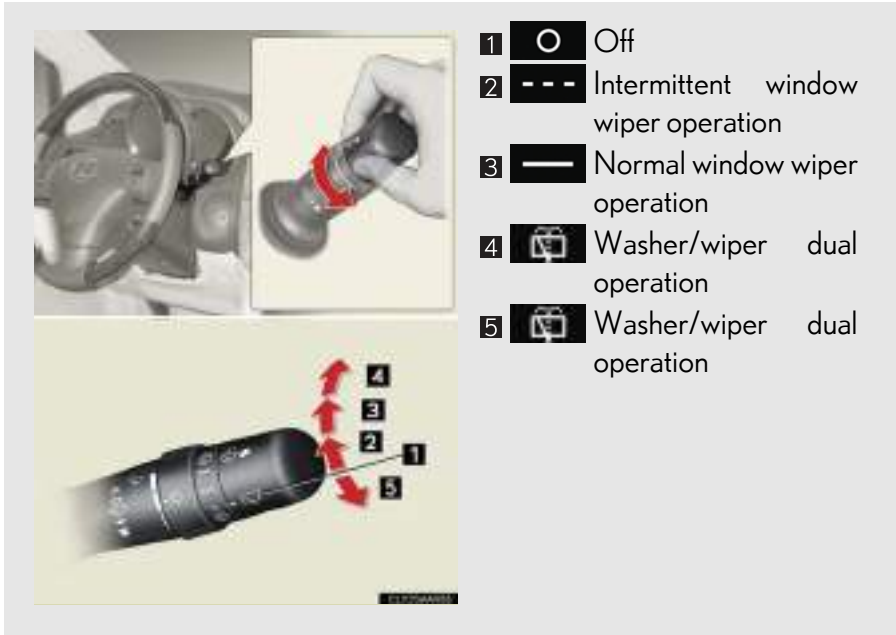 1 Off
2 Intermittent window
wiper operation
3 Normal window wiper
operation
4 Washer/wiper dual
operation
5 Washer/wiper dual
operation
4
3
2
1
5